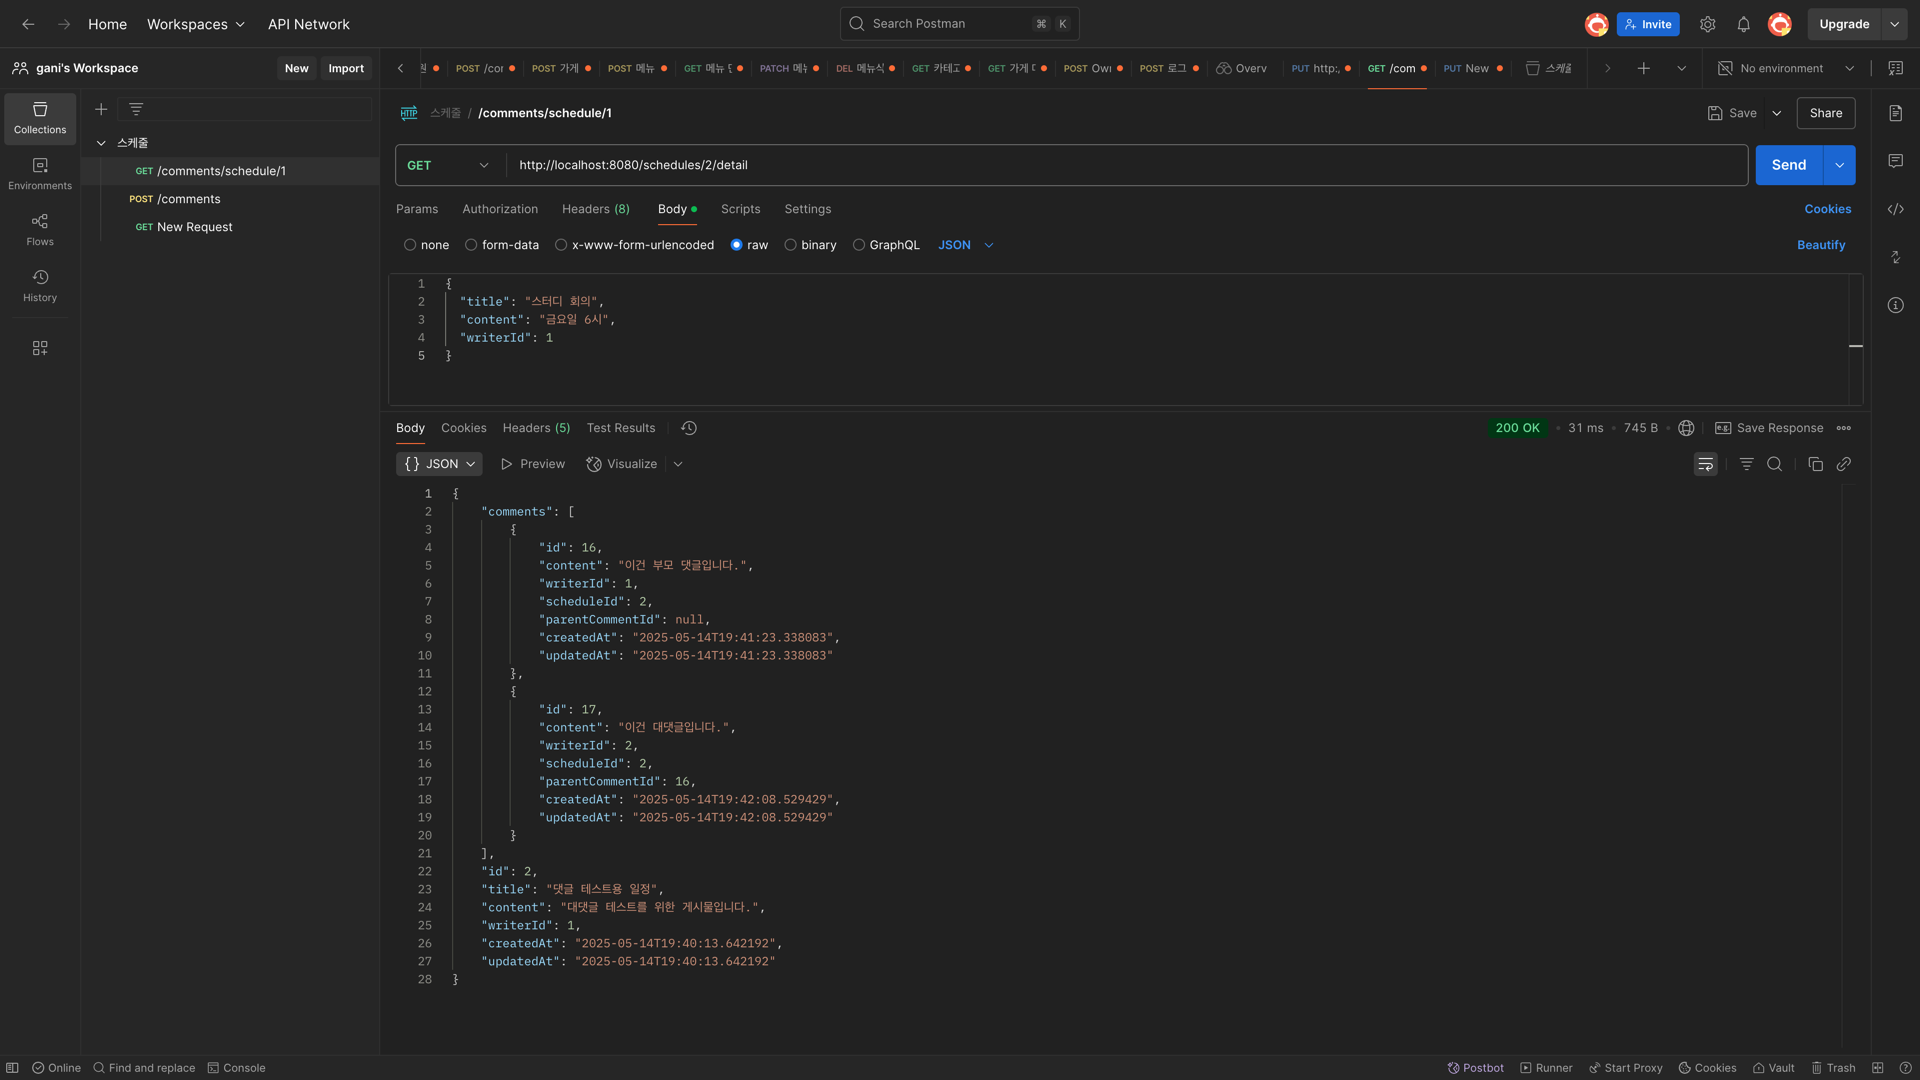 Home Workspaces API Network Search Postman ⌘ K Invite Upgrade
gani's Workspace New Import
POST /cor POST 가게 POST 메뉴 GET 메뉴 PATCH DEL 메뉴삭 GET 카테고 GET 가게 POST Owi POST 로그 Overv PUT http:/ GET /com PUT New 스케줄 No environment
Collections
Environments
Flows
History
스케줄
GET /comments/schedule/1
POST /comments
GET New Request
HTTP 스케줄 / /comments/schedule/1 Save Share
GET http://localhost:8080/schedules/2/detail Send
Params Authorization Headers (8) Body Scripts Settings Cookies
none form-data x-www-form-urlencoded raw binary GraphQL JSON Beautify
1 {
2 "title": "스터디 회의",
3 "content": "금요일 6시",
4 "writerId": 1
5 }
Body Cookies Headers (5) Test Results 200 OK • 31 ms • 745 B • e.g. Save Response
{} JSON Preview Visualize
1 {
2 "comments": [
3 {
4 "id": 16,
5 "content": "이건 부모 댓글입니다.",
6 "writerId": 1,
7 "scheduleId": 2,
8 "parentCommentId": null,
9 "createdAt": "2025-05-14T19:41:23.338083",
10 "updatedAt": "2025-05-14T19:41:23.338083"
11 },
12 {
13 "id": 17,
14 "content": "이건 대댓글입니다.",
15 "writerId": 2,
16 "scheduleId": 2,
17 "parentCommentId": 16,
18 "createdAt": "2025-05-14T19:42:08.529429",
19 "updatedAt": "2025-05-14T19:42:08.529429"
20 }
21 ],
22 "id": 2,
23 "title": "댓글 테스트용 일정",
24 "content": "대댓글 테스트를 위한 게시물입니다.",
25 "writerId": 1,
26 "createdAt": "2025-05-14T19:40:13.642192",
27 "updatedAt": "2025-05-14T19:40:13.642192"
28 }
Online Find and replace Console Postbot Runner Start Proxy Cookies Vault Trash